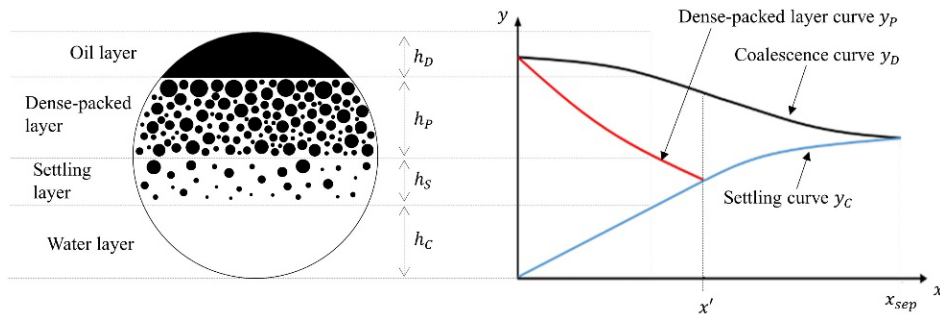 Oil layer
Dense-packed
layer
Settling
layer
Water layer
h_D
h_P
h_S
h_C
y
Dense-packed layer curve y_P
Coalescence curve y_D
Settling curve y_C
x'
x_sep
x